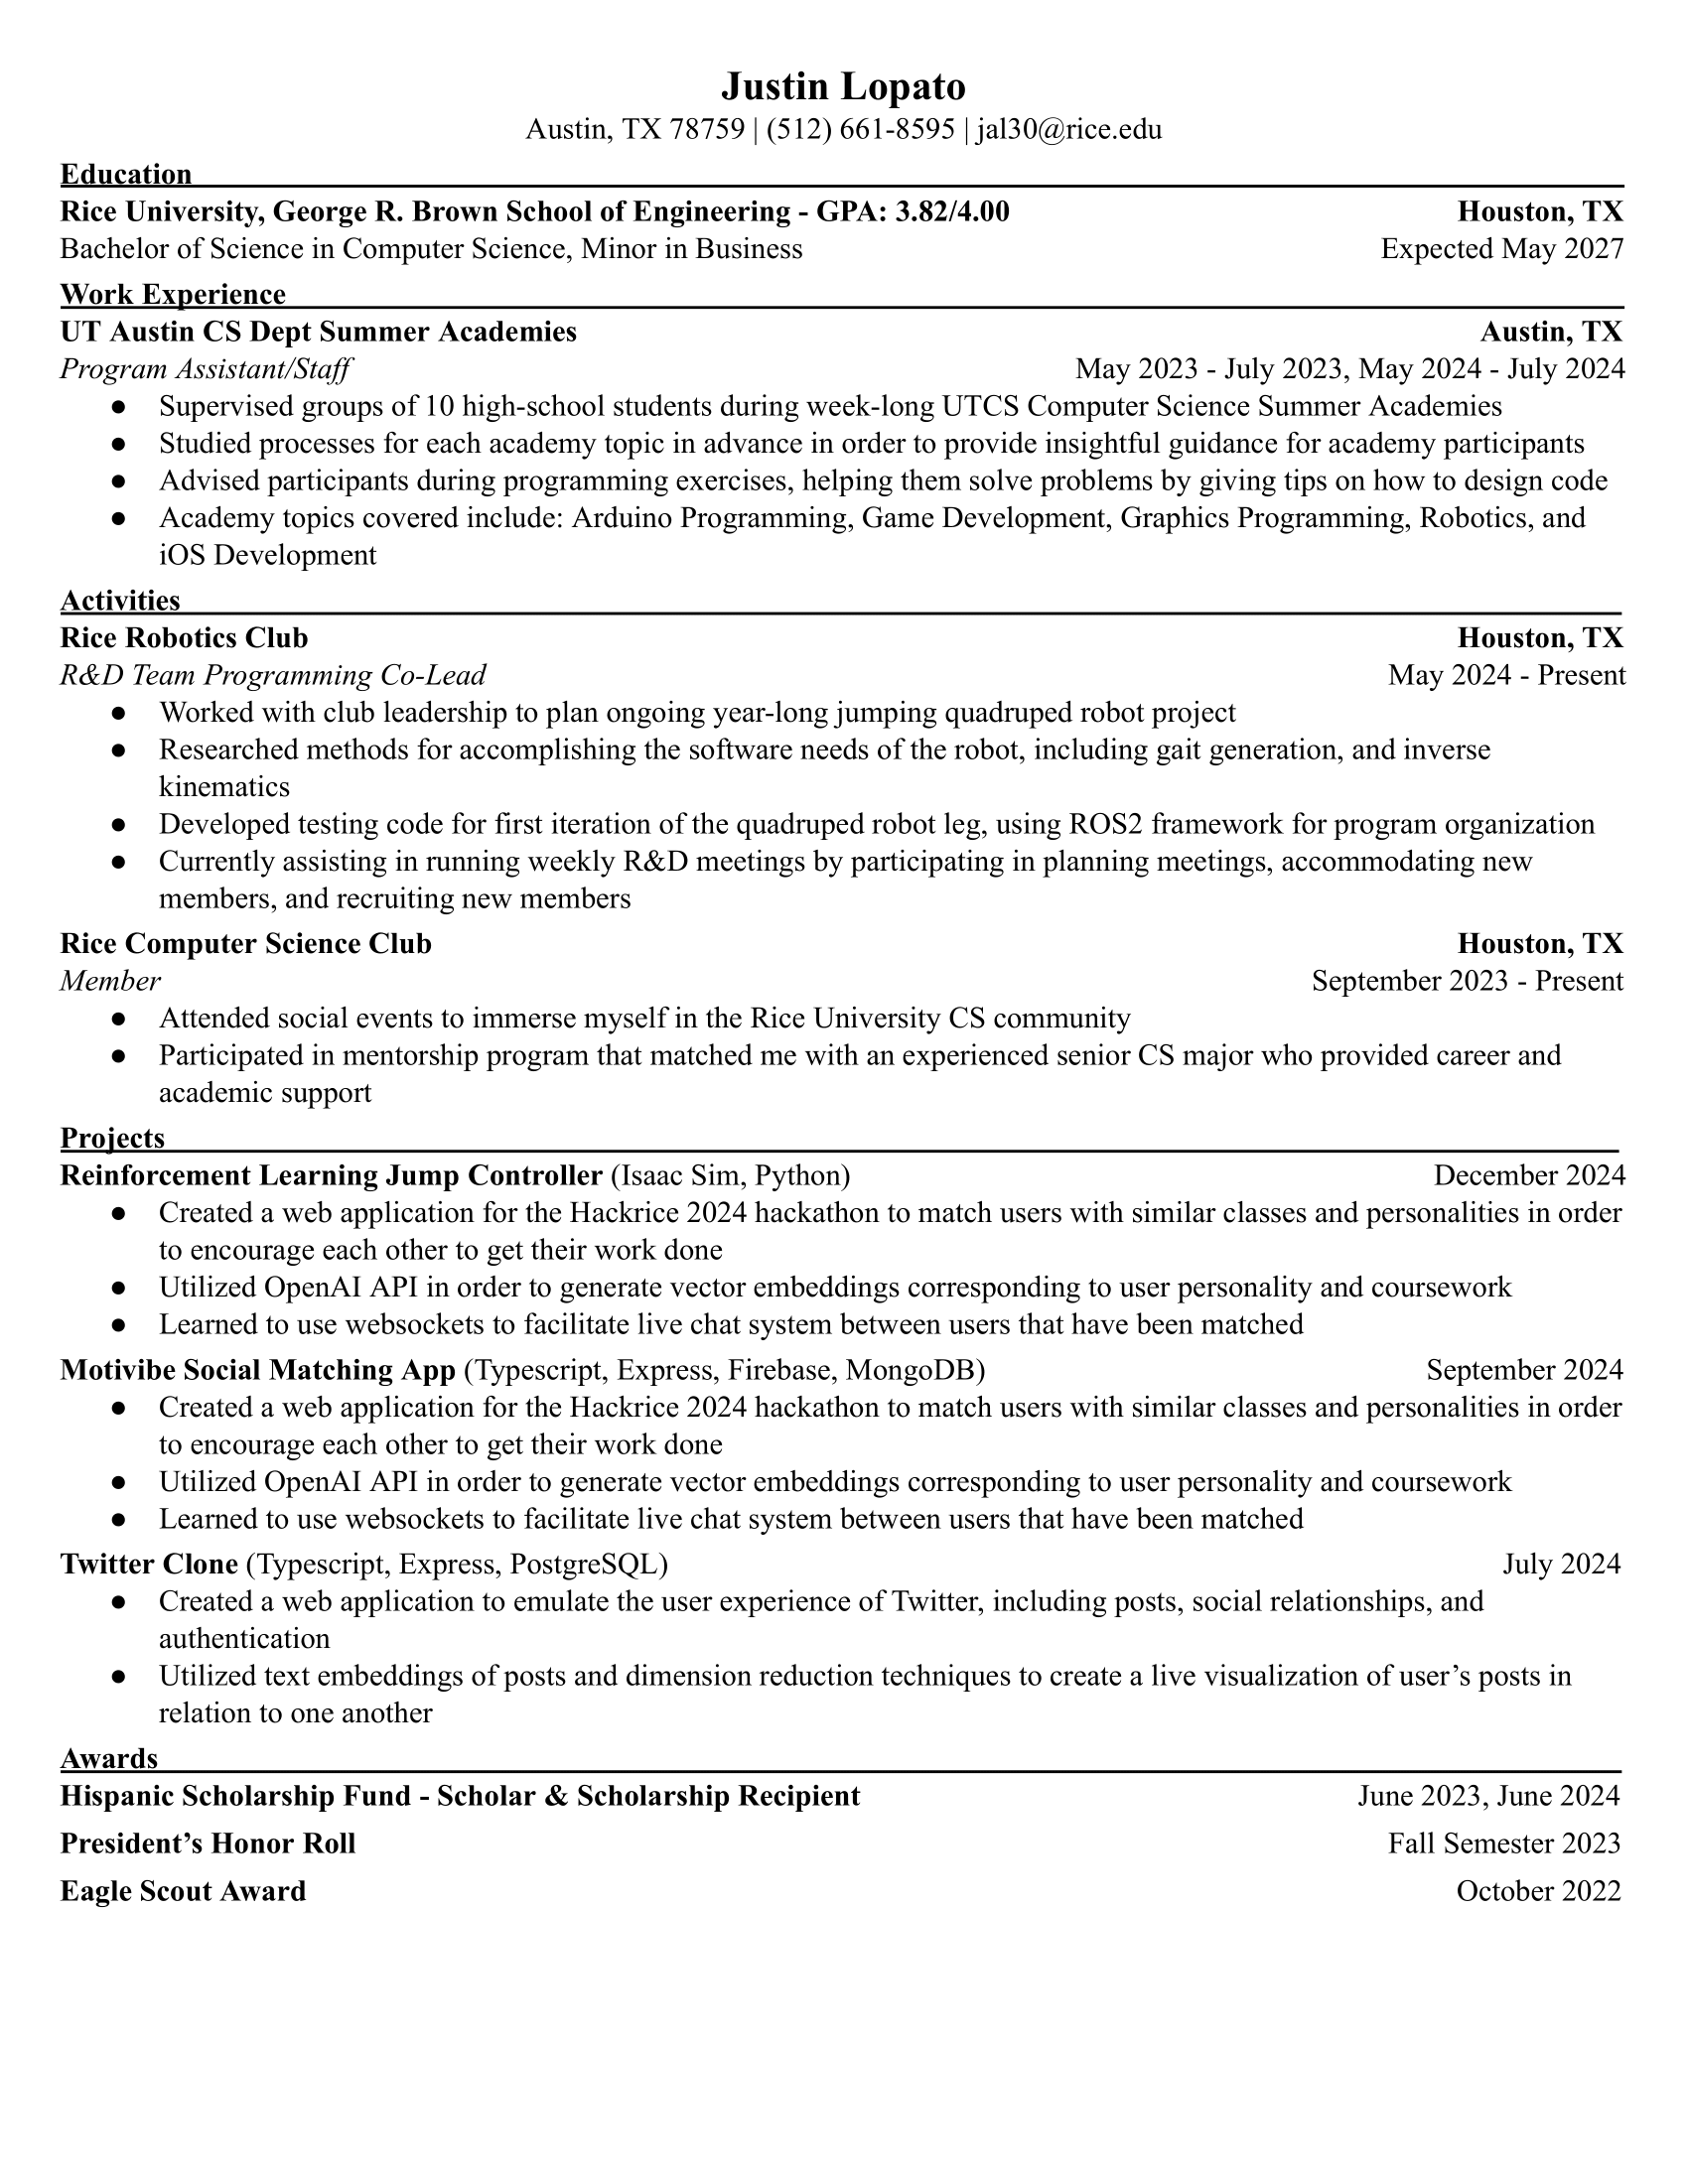 Justin Lopato
Austin, TX 78759 | (512) 661-8595 | jal30@rice.edu
Education
Rice University, George R. Brown School of Engineering - GPA: 3.82/4.00 Houston, TX
Bachelor of Science in Computer Science, Minor in Business Expected May 2027
Work Experience
UT Austin CS Dept Summer Academies Austin, TX
Program Assistant/Staff May 2023 - July 2023, May 2024 - July 2024
● Supervised groups of 10 high-school students during week-long UTCS Computer Science Summer Academies
● Studied processes for each academy topic in advance in order to provide insightful guidance for academy participants
● Advised participants during programming exercises, helping them solve problems by giving tips on how to design code
● Academy topics covered include: Arduino Programming, Game Development, Graphics Programming, Robotics, and
iOS Development
Activities
Rice Robotics Club Houston, TX
R&D Team Programming Co-Lead May 2024 - Present
● Worked with club leadership to plan ongoing year-long jumping quadruped robot project
● Researched methods for accomplishing the software needs of the robot, including gait generation, and inverse
kinematics
● Developed testing code for first iteration of the quadruped robot leg, using ROS2 framework for program organization
● Currently assisting in running weekly R&D meetings by participating in planning meetings, accommodating new
members, and recruiting new members
Rice Computer Science Club Houston, TX
Member September 2023 - Present
● Attended social events to immerse myself in the Rice University CS community
● Participated in mentorship program that matched me with an experienced senior CS major who provided career and
academic support
Projects
Reinforcement Learning Jump Controller (Isaac Sim, Python) December 2024
● Created a web application for the Hackrice 2024 hackathon to match users with similar classes and personalities in order
to encourage each other to get their work done
● Utilized OpenAI API in order to generate vector embeddings corresponding to user personality and coursework
● Learned to use websockets to facilitate live chat system between users that have been matched
Motivibe Social Matching App (Typescript, Express, Firebase, MongoDB) September 2024
● Created a web application for the Hackrice 2024 hackathon to match users with similar classes and personalities in order
to encourage each other to get their work done
● Utilized OpenAI API in order to generate vector embeddings corresponding to user personality and coursework
● Learned to use websockets to facilitate live chat system between users that have been matched
Twitter Clone (Typescript, Express, PostgreSQL) July 2024
● Created a web application to emulate the user experience of Twitter, including posts, social relationships, and
authentication
● Utilized text embeddings of posts and dimension reduction techniques to create a live visualization of user’s posts in
relation to one another
Awards
Hispanic Scholarship Fund - Scholar & Scholarship Recipient June 2023, June 2024
President’s Honor Roll Fall Semester 2023
Eagle Scout Award October 2022